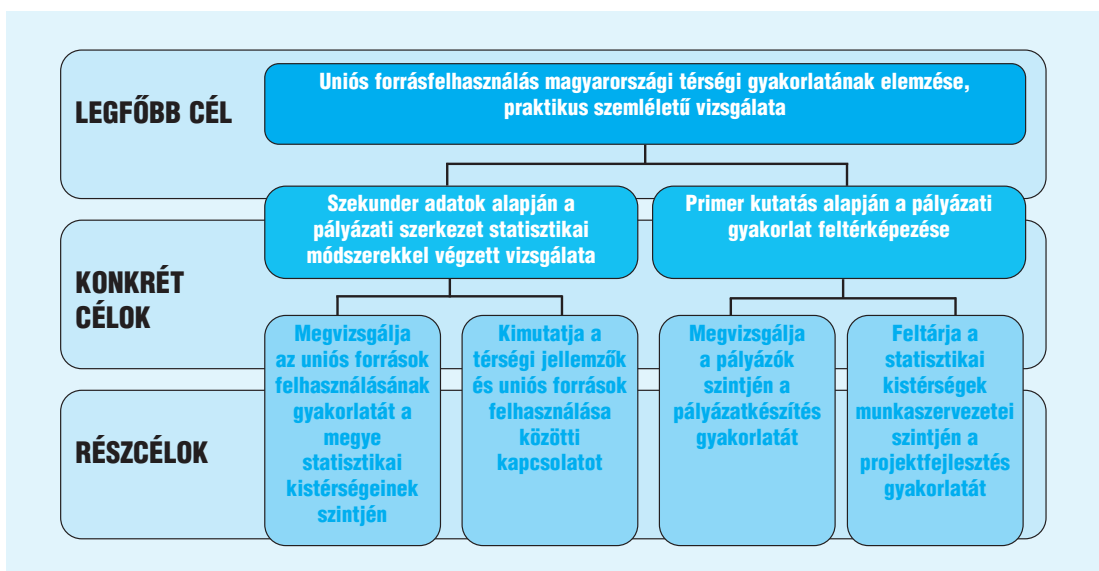 LEGFŐBB CÉL
Uniós forrásfelhasználás magyarországi térségi gyakorlatának elemzése,
praktikus szemléletű vizsgálata
KONKRÉT
CÉLOK
Szekunder adatok alapján a
pályázati szerkezet statisztikai
módszerekkel végzett vizsgálata
Primer kutatás alapján a pályázati
gyakorlat feltérképezése
RÉSZCÉLOK
Megvizsgálja
az uniós források
felhasználásának
gyakorlatát a
megye
statisztikai
kistérségeinek
szintjén
Kimutatja a
térségi jellemzők
és uniós források
felhasználása
közötti
kapcsolatot
Megvizsgálja
a pályázók
szintjén a
pályázatkészítés
gyakorlatát
Feltárja a
statisztikai
kistérségek
munkaszervezetei
szintjén a
projektfejlesztés
gyakorlatát